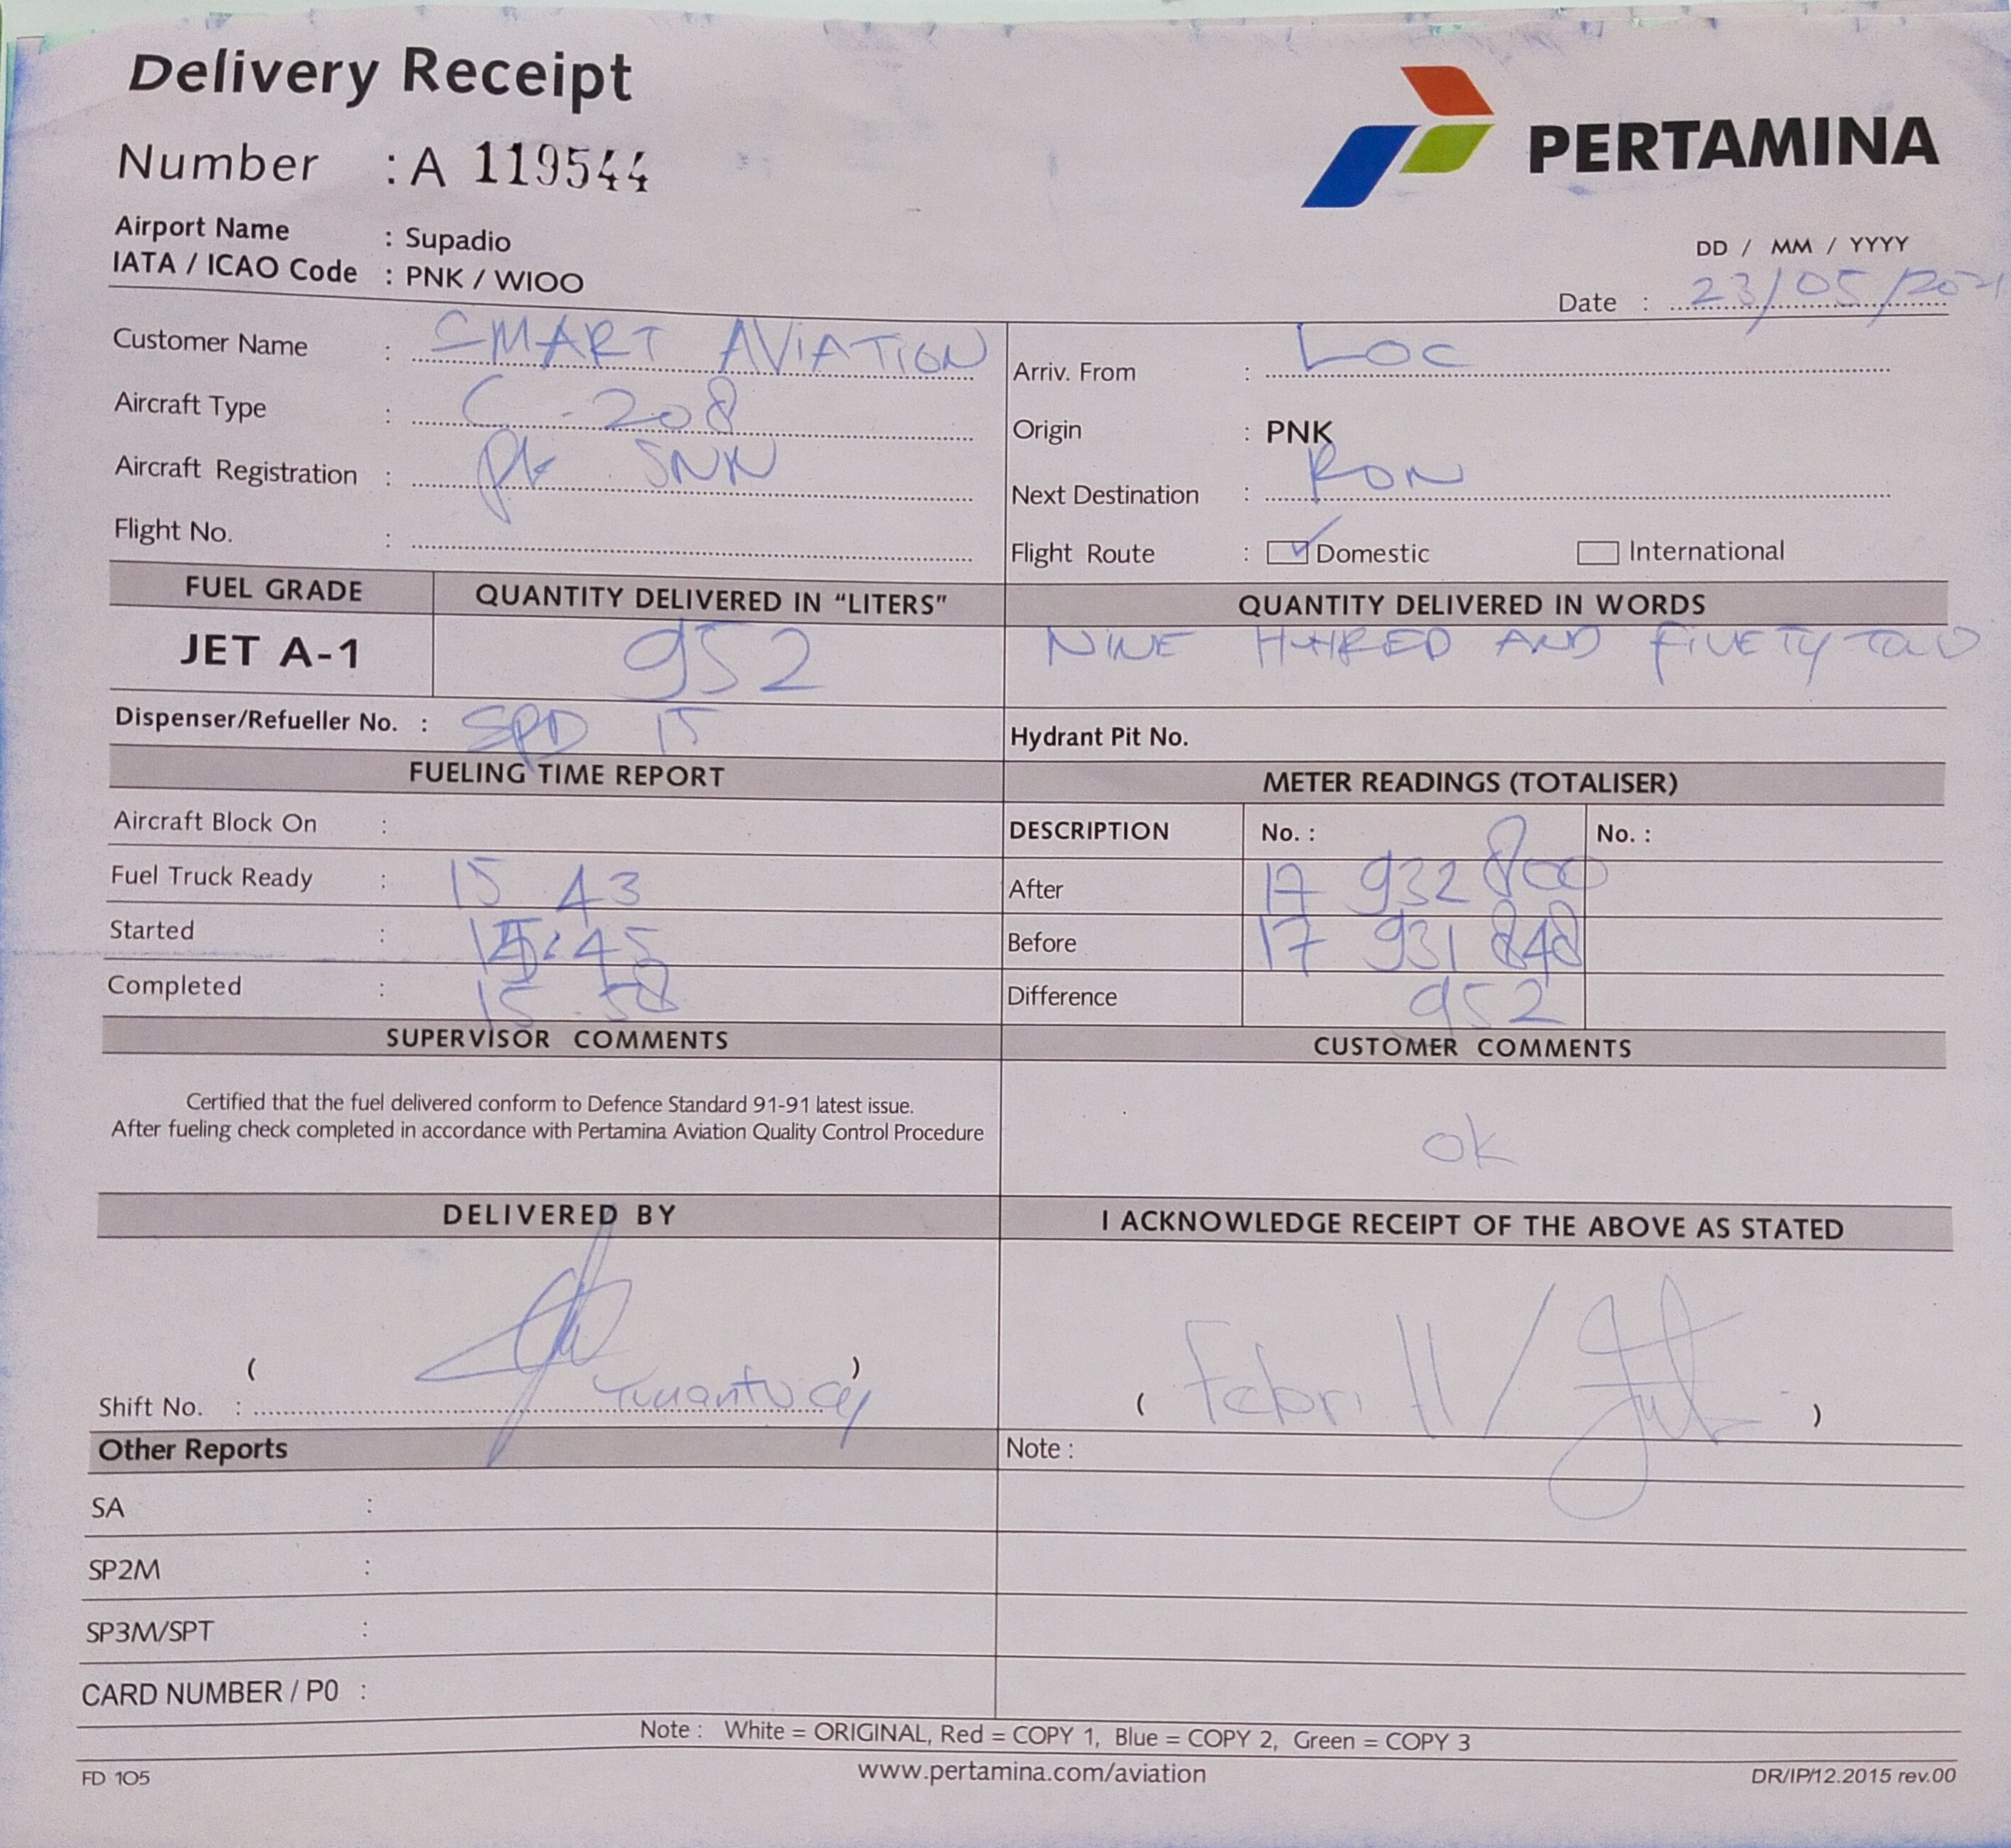 Delivery Receipt
PERTAMINA
Number : A 119544
Airport Name : Supadio
IATA / ICAO Code : PNK / WIOO
DD / MM / YYYY
Date : 23/05/2021
Customer Name : SMART AVIATION
Arriv. From : LOC
Aircraft Type : C-208
Origin : PNK
Aircraft Registration : PK SNN
Next Destination : RON
Flight No. :
Flight Route : Domestic International
FUEL GRADE QUANTITY DELIVERED IN "LITERS" QUANTITY DELIVERED IN WORDS
JET A-1 952 NINE HUNRED AND FIVETY TWO
Dispenser/Refueller No. : SPD 15
Hydrant Pit No.
FUELING TIME REPORT METER READINGS (TOTALISER)
Aircraft Block On : DESCRIPTION No. : No. :
Fuel Truck Ready : 15 43 After 17 932 800
Started : 15:45 Before 17 931 848
Completed : 15 58 Difference 952
SUPERVISOR COMMENTS CUSTOMER COMMENTS
Certified that the fuel delivered conform to Defence Standard 91-91 latest issue.
After fueling check completed in accordance with Pertamina Aviation Quality Control Procedure
OK
DELIVERED BY I ACKNOWLEDGE RECEIPT OF THE ABOVE AS STATED
( )
Shift No. :
( Febri / )
Other Reports Note :
SA :
SP2M :
SP3M/SPT :
CARD NUMBER / P0 :
Note : White = ORIGINAL, Red = COPY 1, Blue = COPY 2, Green = COPY 3
FD 105 www.pertamina.com/aviation DR/IP/12.2015 rev.00